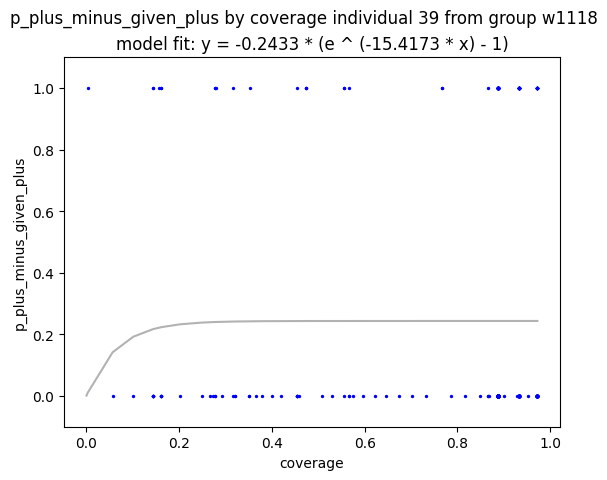 p_plus_minus_given_plus by coverage individual 39 from group w1118
model fit: y = -0.2433 * (e ^ (-15.4173 * x) - 1)
p_plus_minus_given_plus
1.0
0.8
0.6
0.4
0.2
0.0
0.0 0.2 0.4 0.6 0.8 1.0
coverage